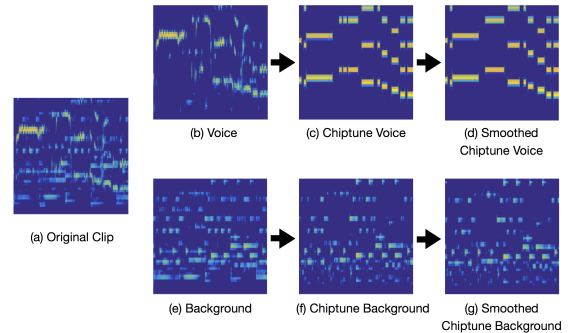 (a) Original Clip
(b) Voice
(c) Chiptune Voice
(d) Smoothed
Chiptune Voice
(e) Background
(f) Chiptune Background
(g) Smoothed
Chiptune Background